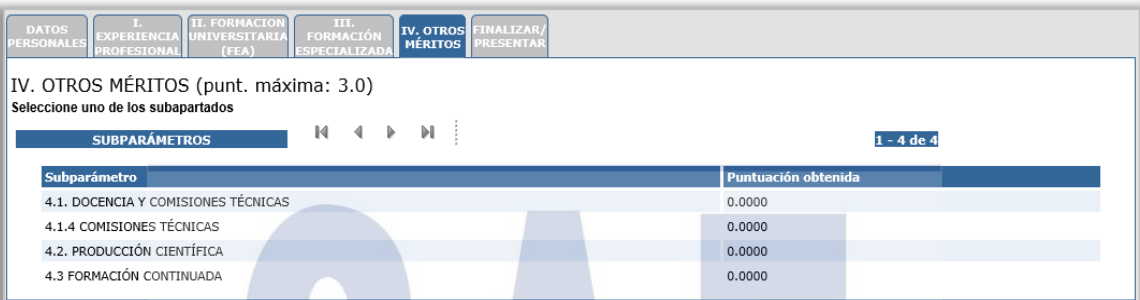 DATOS PERSONALES
I. EXPERIENCIA PROFESIONAL
II. FORMACION UNIVERSITARIA (FEA)
III. FORMACIÓN ESPECIALIZADA
IV. OTROS MÉRITOS
FINALIZAR/ PRESENTAR
IV. OTROS MÉRITOS (punt. máxima: 3.0)
Seleccione uno de los subapartados
SUBPARÁMETROS 1 - 4 de 4
Subparámetro Puntuación obtenida
4.1. DOCENCIA Y COMISIONES TÉCNICAS 0.0000
4.1.4 COMISIONES TÉCNICAS 0.0000
4.2. PRODUCCIÓN CIENTÍFICA 0.0000
4.3 FORMACIÓN CONTINUADA 0.0000